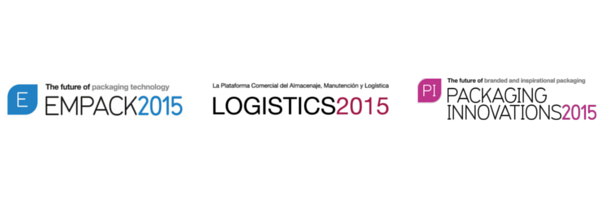 E
The future of packaging technology
EMPACK2015
La Plataforma Comercial del Almacenaje, Manutención y Logística
LOGISTICS2015
PI
The future of branded and inspirational packaging
PACKAGING
INNOVATIONS2015